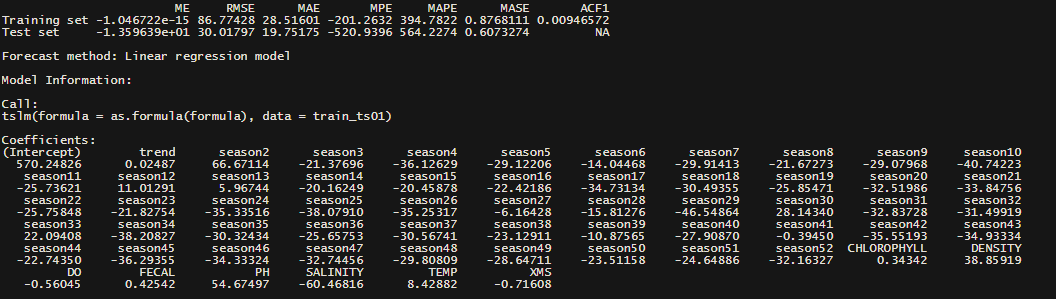 ME RMSE MAE MPE MAPE MASE ACF1
Training set -1.046722e-15 86.77428 28.51601 -201.2632 394.7822 0.8768111 0.00946572
Test set -1.359639e+01 30.01797 19.75175 -520.9396 564.2274 0.6073274 NA
Forecast method: Linear regression model
Model Information:
Call:
tslm(formula = as.formula(formula), data = train_ts01)
Coefficients:
(Intercept) trend season2 season3 season4 season5 season6 season7 season8 season9 season10
570.24826 0.02487 66.67114 -21.37696 -36.12629 -29.12206 -14.04468 -29.91413 -21.67273 -29.07968 -40.74223
season11 season12 season13 season14 season15 season16 season17 season18 season19 season20 season21
-25.73621 11.01291 5.96744 -20.16249 -20.45878 -22.42186 -34.73134 -30.49355 -25.85471 -32.51986 -33.84756
season22 season23 season24 season25 season26 season27 season28 season29 season30 season31 season32
-25.75848 -21.82754 -35.33516 -38.07910 -35.25317 -6.16428 -15.81276 -46.54864 28.14340 -32.83728 -31.49919
season33 season34 season35 season36 season37 season38 season39 season40 season41 season42 season43
22.09408 -38.20827 -30.32434 -25.65753 -30.56741 -23.12911 -10.87565 -27.90870 -0.39450 -35.55193 -34.93334
season44 season45 season46 season47 season48 season49 season50 season51 season52 CHLOROPHYLL DENSITY
-22.74350 -36.29355 -34.33324 -32.74456 -29.80809 -28.64711 -23.51158 -24.64886 -32.16327 0.34342 38.85919
DO FECAL PH SALINITY TEMP XMS
-0.56045 0.42542 54.67497 -60.46816 8.42882 -0.71608